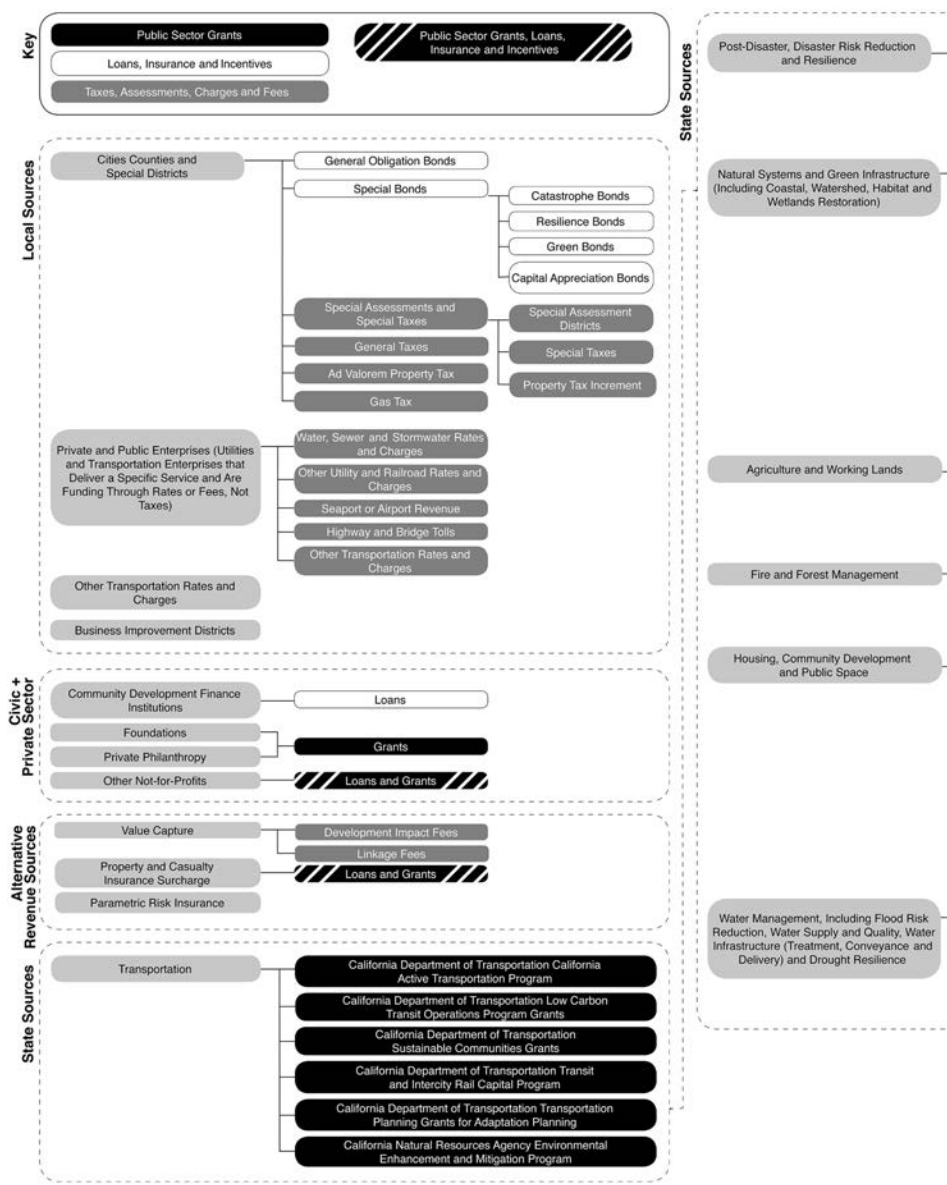 Key
Public Sector Grants
Loans, Insurance and Incentives
Taxes, Assessments, Charges and Fees
Public Sector Grants, Loans,
Insurance and Incentives
Local Sources
Cities Counties and
Special Districts
General Obligation Bonds
Special Bonds
Catastrophe Bonds
Resilience Bonds
Green Bonds
Capital Appreciation Bonds
Special Assessments and
Special Taxes
Special Assessment
Districts
General Taxes
Special Taxes
Ad Valorem Property Tax
Property Tax Increment
Gas Tax
Private and Public Enterprises (Utilities
and Transportation Enterprises that
Deliver a Specific Service and Are
Funding Through Rates or Fees, Not
Taxes)
Water, Sewer and Stormwater Rates
and Charges
Other Utility and Railroad Rates and
Charges
Seaport or Airport Revenue
Highway and Bridge Tolls
Other Transportation Rates and
Charges
Other Transportation Rates and
Charges
Business Improvement Districts
Civic +
Private Sector
Community Development Finance
Institutions
Loans
Foundations
Private Philanthropy
Grants
Other Not-for-Profits
Loans and Grants
Alternative
Revenue Sources
Value Capture
Development Impact Fees
Linkage Fees
Property and Casualty
Insurance Surcharge
Loans and Grants
Parametric Risk Insurance
State Sources
Transportation
California Department of Transportation California
Active Transportation Program
California Department of Transportation Low Carbon
Transit Operations Program Grants
California Department of Transportation
Sustainable Communities Grants
California Department of Transportation Transit
and Intercity Rail Capital Program
California Department of Transportation Transportation
Planning Grants for Adaptation Planning
California Natural Resources Agency Environmental
Enhancement and Mitigation Program
State Sources
Post-Disaster, Disaster Risk Reduction
and Resilience
Natural Systems and Green Infrastructure
(Including Coastal, Watershed, Habitat and
Wetlands Restoration)
Agriculture and Working Lands
Fire and Forest Management
Housing, Community Development
and Public Space
Water Management, Including Flood Risk
Reduction, Water Supply and Quality, Water
Infrastructure (Treatment, Conveyance and
Delivery) and Drought Resilience